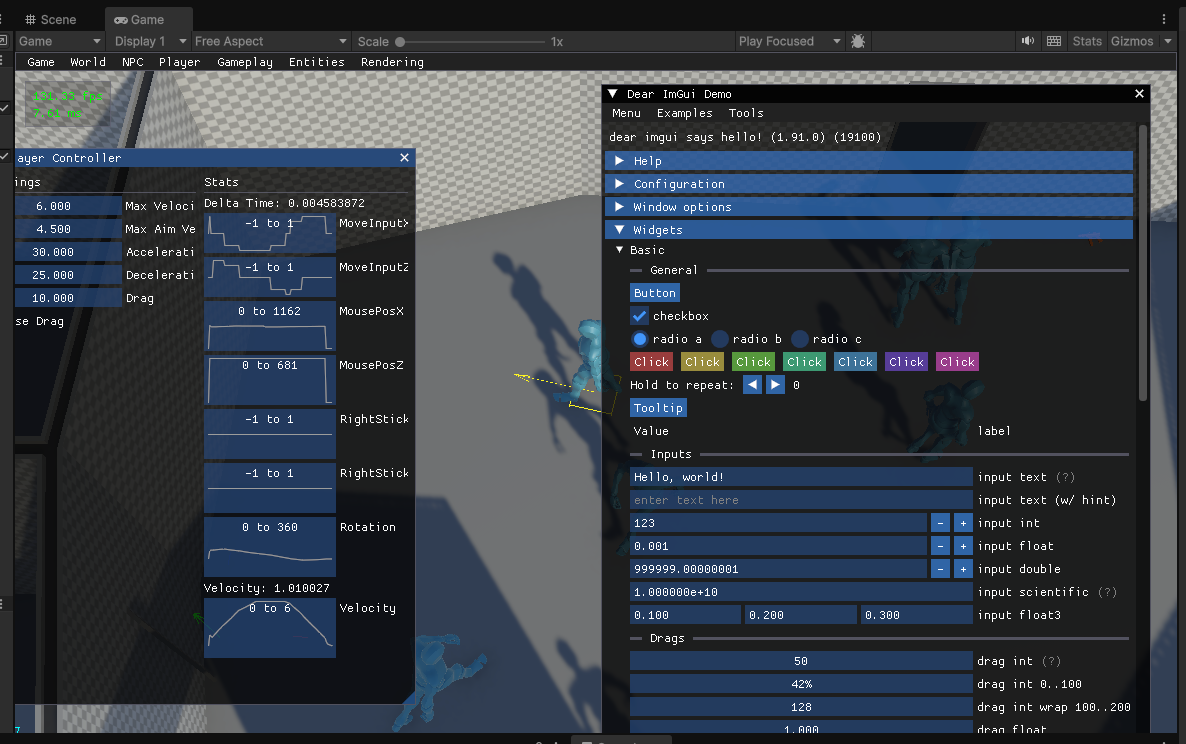 Scene Game
Game Display 1 Free Aspect Scale 1x Play Focused Stats Gizmos
Game World NPC Player Gameplay Entities Rendering
ayer Controller
ings
6.000 Max Veloci
4.500 Max Aim Ve
30.000 Accelerati
25.000 Decelerati
10.000 Drag
se Drag
Stats
Delta Time: 0.004583872
-1 to 1 MoveInputX
-1 to 1 MoveInputZ
0 to 1162 MousePosX
0 to 681 MousePosZ
-1 to 1 RightStick
-1 to 1 RightStick
0 to 360 Rotation
Velocity: 1.010027
0 to 6 Velocity
Dear ImGui Demo
Menu Examples Tools
dear imgui says hello! (1.91.0) (19100)
Help
Configuration
Window options
Widgets
Basic
General
Button
checkbox
radio a radio b radio c
Click Click Click Click Click Click Click
Hold to repeat: 0
Tooltip
Value label
Inputs
Hello, world! input text (?)
enter text here input text (w/ hint)
123 - + input int
0.001 - + input float
999999.00000001 - + input double
1.000000e+10 input scientific (?)
0.100 0.200 0.300 input float3
Drags
50 drag int (?)
42% drag int 0..100
128 drag int wrap 100..200
1.000 drag float